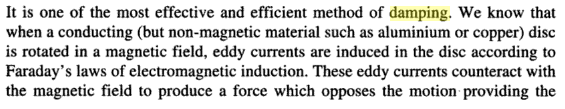 It is one of the most effective and efficient method of damping. We know that
when a conducting (but non-magnetic material such as aluminium or copper) disc
is rotated in a magnetic field, eddy currents are induced in the disc according to
Faraday's laws of electromagnetic induction. These eddy currents counteract with
the magnetic field to produce a force which opposes the motion providing the